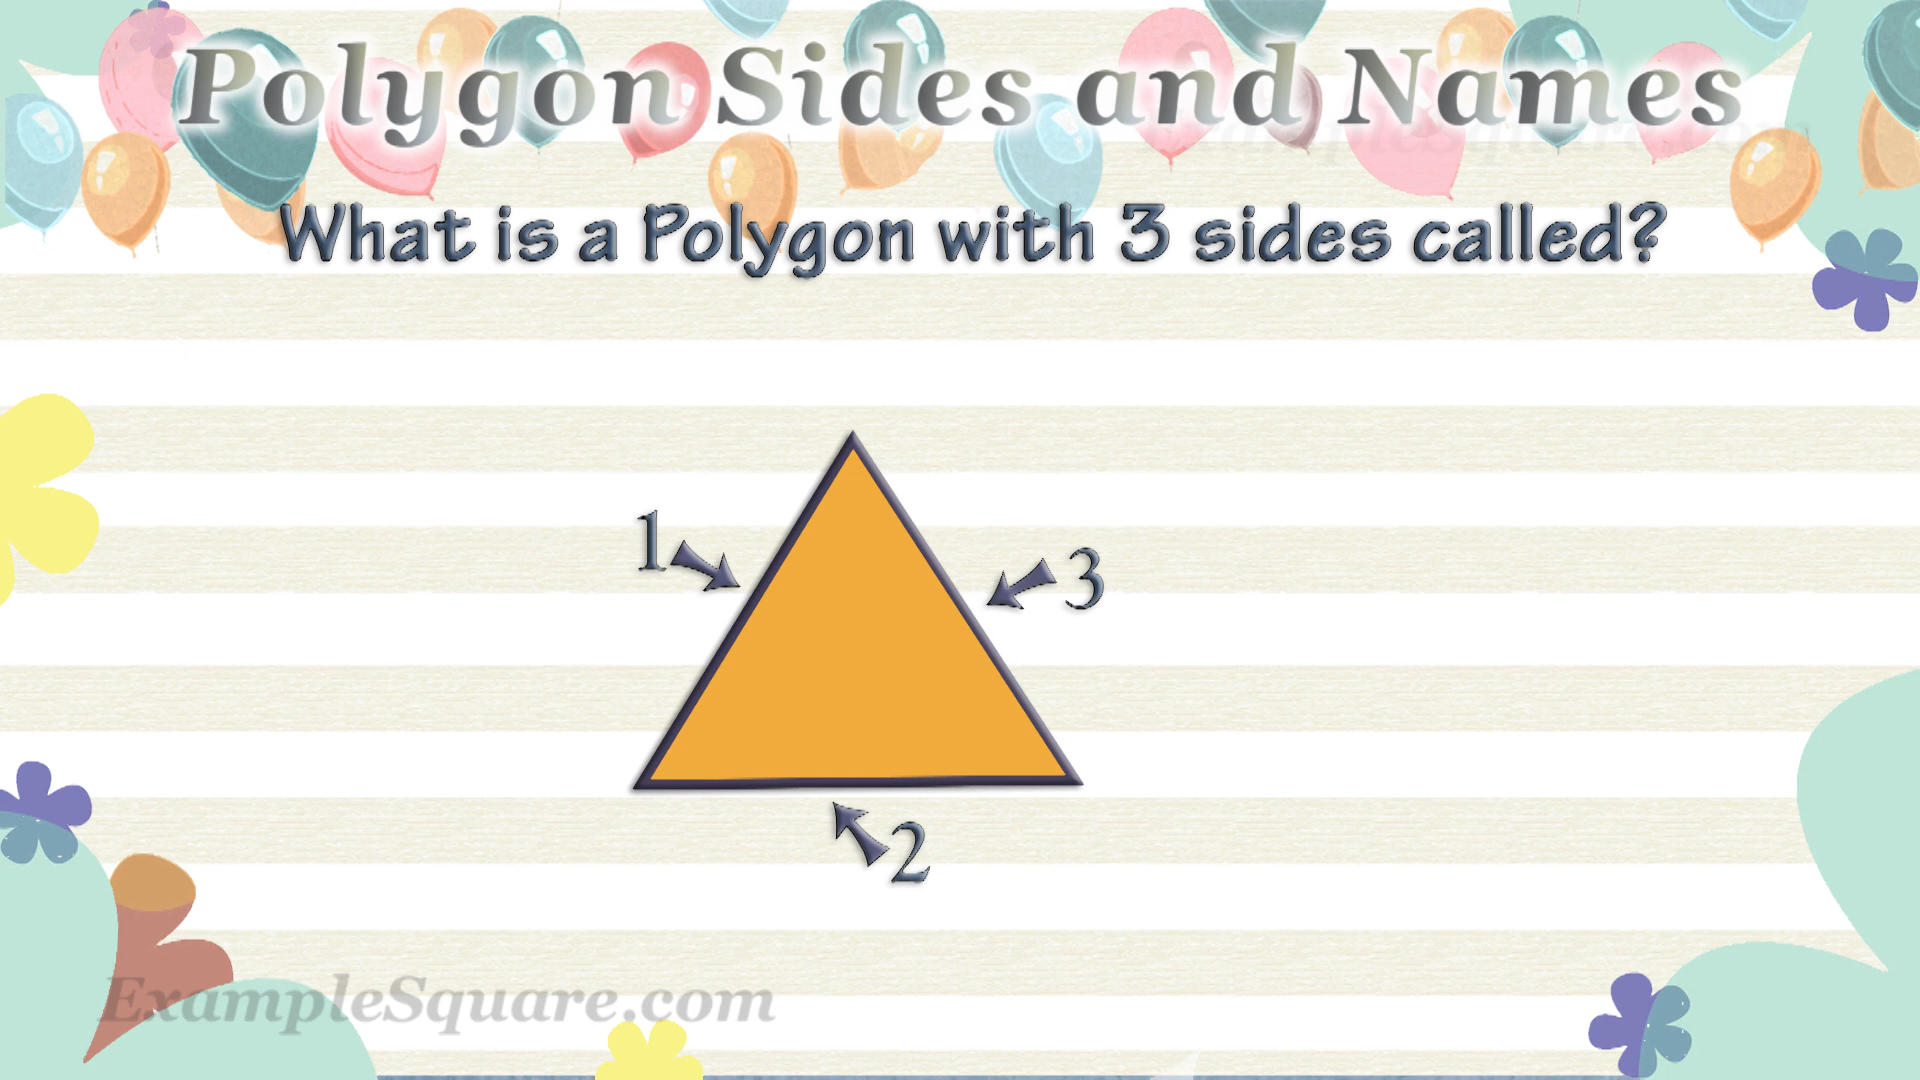 Polygon Sides and Names
What is a Polygon with 3 sides called?
1
3
2
ExampleSquare.com